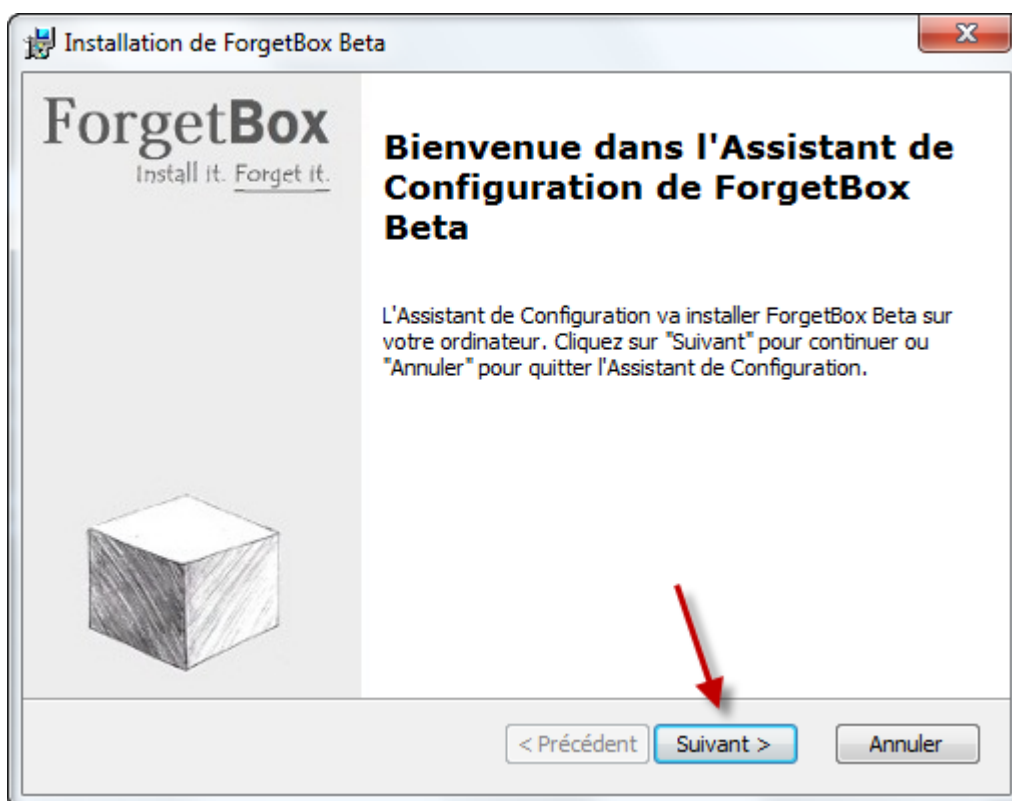 Installation de ForgetBox Beta
ForgetBox
Install it. Forget it.
Bienvenue dans l'Assistant de
Configuration de ForgetBox
Beta
L'Assistant de Configuration va installer ForgetBox Beta sur
votre ordinateur. Cliquez sur "Suivant" pour continuer ou
"Annuler" pour quitter l'Assistant de Configuration.
< Précédent
Suivant >
Annuler